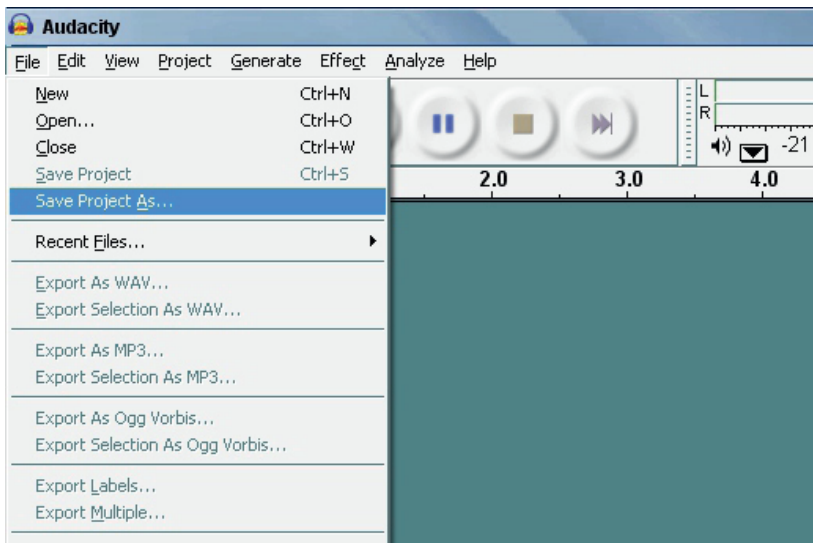 Audacity
File Edit View Project Generate Effect Analyze Help
New Ctrl+N
Open... Ctrl+O
Close Ctrl+W
Save Project Ctrl+S
Save Project As...
Recent Files...
Export As WAV...
Export Selection As WAV...
Export As MP3...
Export Selection As MP3...
Export As Ogg Vorbis...
Export Selection As Ogg Vorbis...
Export Labels...
Export Multiple...
L
R
-21
2.0 3.0 4.0